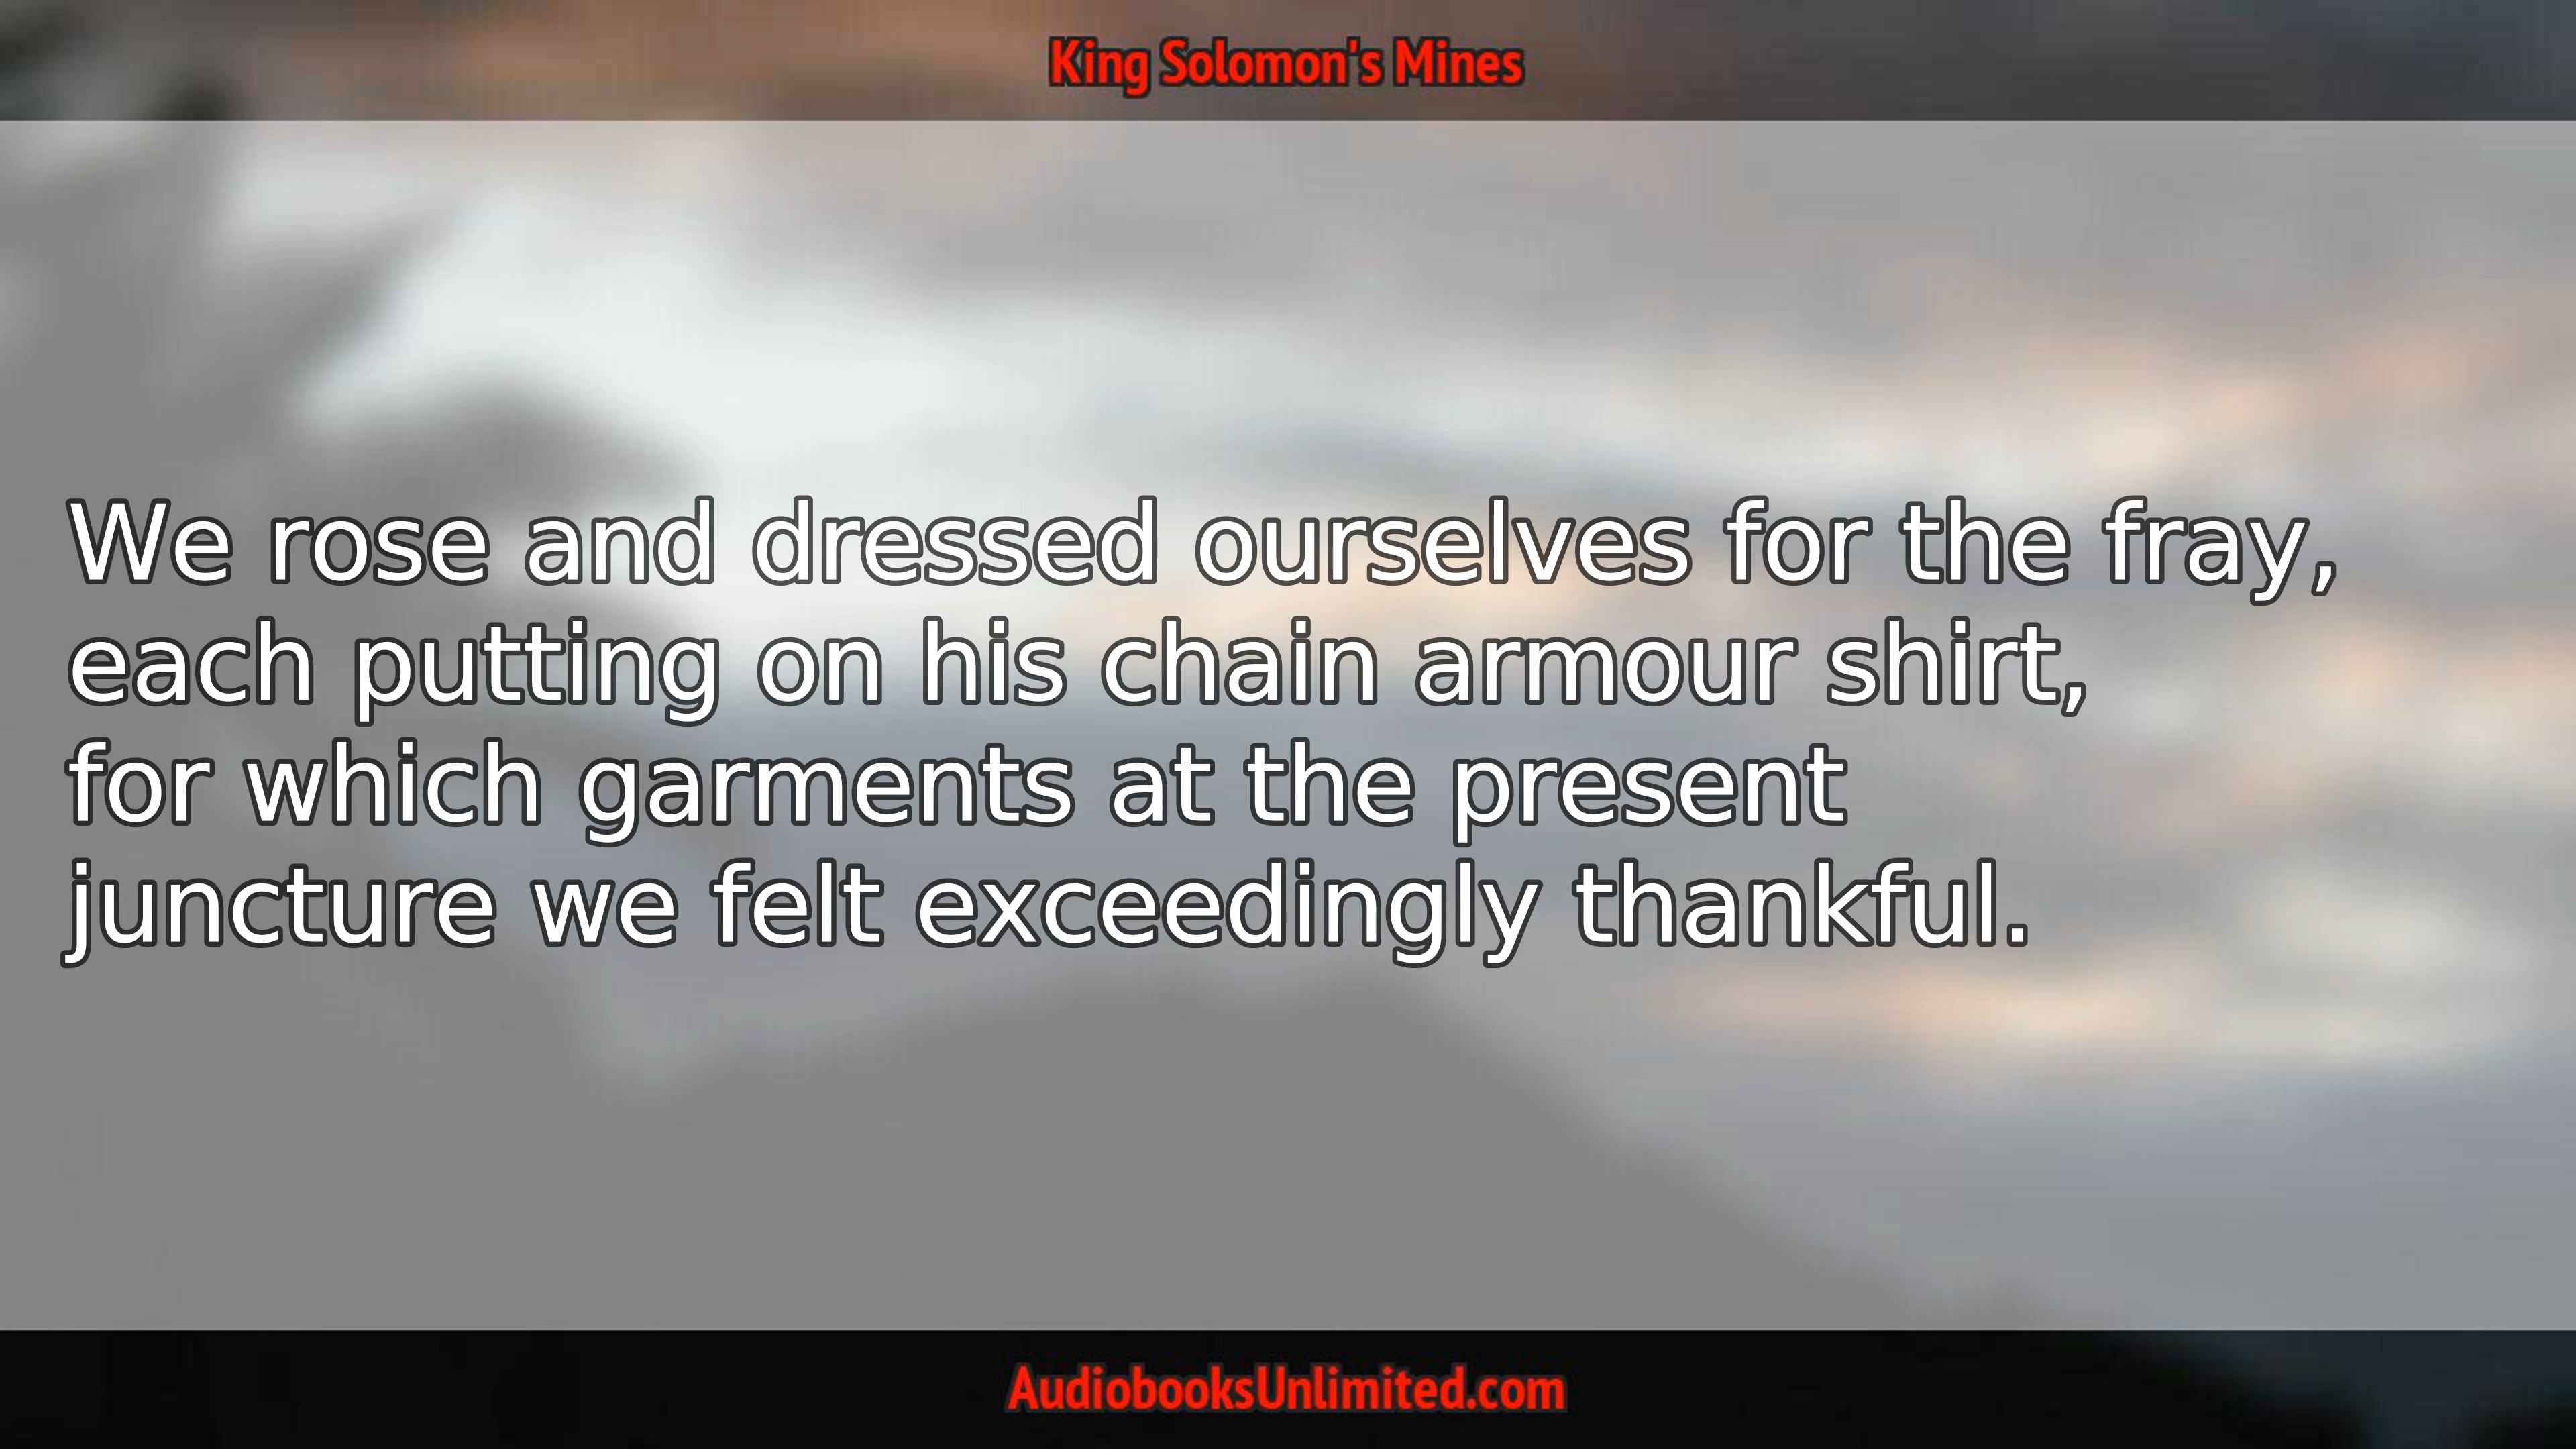 King Solomon's Mines
We rose and dressed ourselves for the fray,
each putting on his chain armour shirt,
for which garments at the present
juncture we felt exceedingly thankful.
AudiobooksUnlimited.com